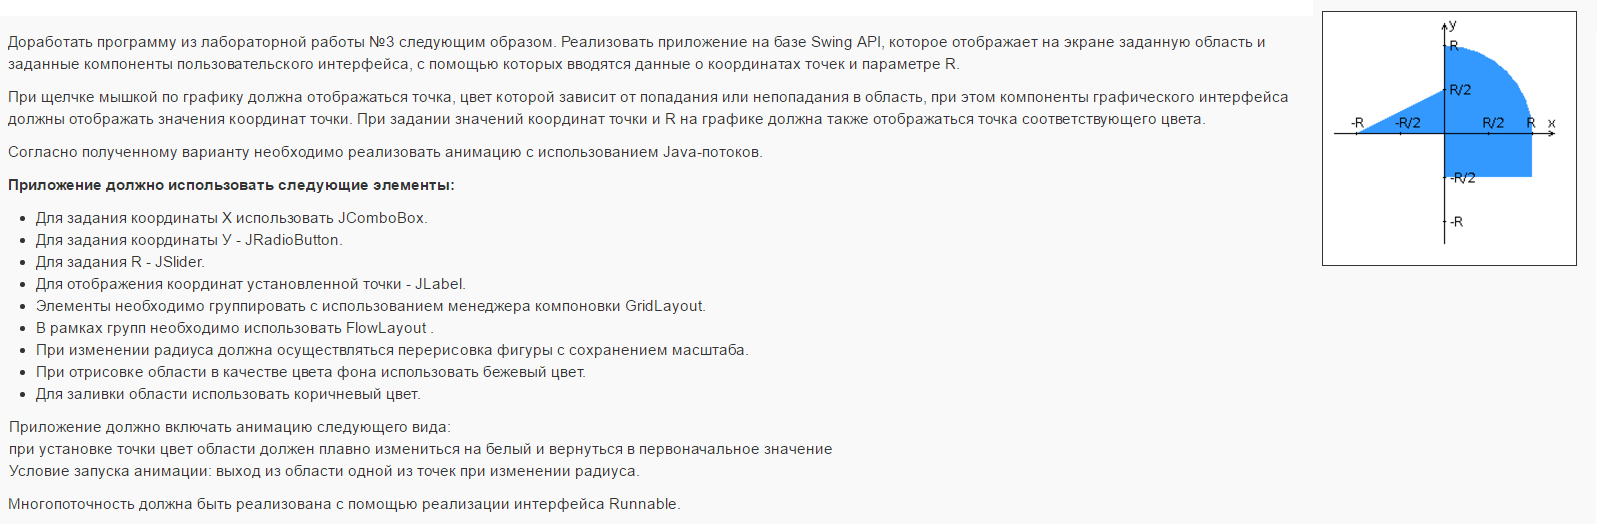 Доработать программу из лабораторной работы №3 следующим образом. Реализовать приложение на базе Swing API, которое отображает на экране заданную область и
заданные компоненты пользовательского интерфейса, с помощью которых вводятся данные о координатах точек и параметре R.
При щелчке мышкой по графику должна отображаться точка, цвет которой зависит от попадания или непопадания в область, при этом компоненты графического интерфейса
должны отображать значения координат точки. При задании значений координат точки и R на графике должна также отображаться точка соответствующего цвета.
Согласно полученному варианту необходимо реализовать анимацию с использованием Java-потоков.
Приложение должно использовать следующие элементы:
Для задания координаты X использовать JComboBox.
Для задания координаты У - JRadioButton.
Для задания R - JSlider.
Для отображения координат установленной точки - JLabel.
Элементы необходимо группировать с использованием менеджера компоновки GridLayout.
В рамках групп необходимо использовать FlowLayout .
При изменении радиуса должна осуществляться перерисовка фигуры с сохранением масштаба.
При отрисовке области в качестве цвета фона использовать бежевый цвет.
Для заливки области использовать коричневый цвет.
Приложение должно включать анимацию следующего вида:
при установке точки цвет области должен плавно измениться на белый и вернуться в первоначальное значение
Условие запуска анимации: выход из области одной из точек при изменении радиуса.
Многопоточность должна быть реализована с помощью реализации интерфейса Runnable.
y
R
R/2
-R -R/2 R/2 R x
-R/2
-R